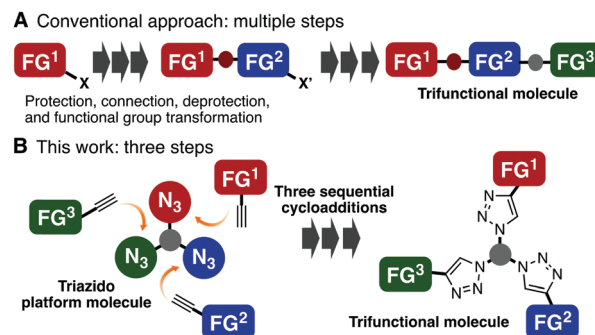 A Conventional approach: multiple steps
FG¹ X FG¹ FG² X' FG¹ FG² FG³
Protection, connection, deprotection,
and functional group transformation
Trifunctional molecule
B This work: three steps
FG³ N₃ FG¹
N₃ N₃
Triazido
platform molecule
FG²
Three sequential
cycloadditions
FG¹
N N N
N
FG³ N N=N
N N N
FG²
Trifunctional molecule